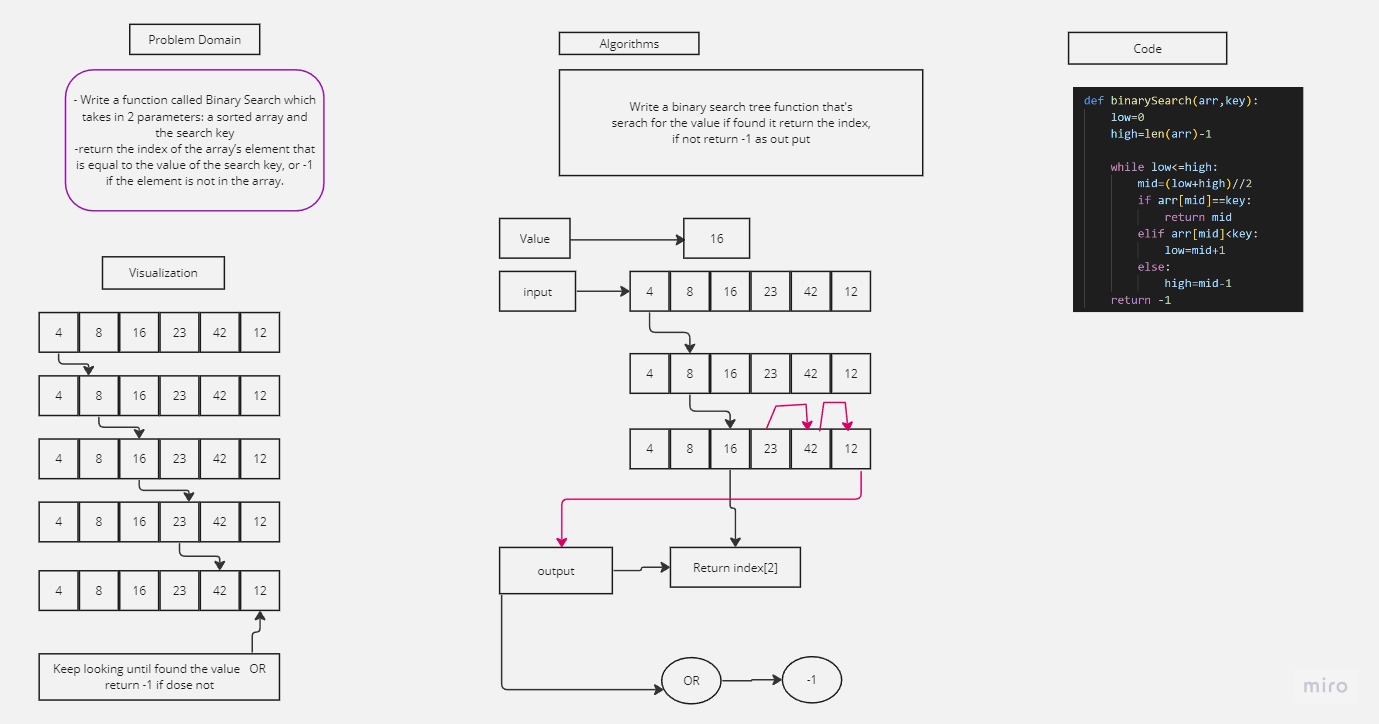 Problem Domain
- Write a function called Binary Search which
takes in 2 parameters: a sorted array and
the search key
-return the index of the array's element that
is equal to the value of the search key, or -1
if the element is not in the array.
Visualization
4 8 16 23 42 12
4 8 16 23 42 12
4 8 16 23 42 12
4 8 16 23 42 12
4 8 16 23 42 12
Keep looking until found the value OR
return -1 if dose not
Algorithms
Write a binary search tree function that's
serach for the value if found it return the index,
if not return -1 as out put
Value 16
input 4 8 16 23 42 12
4 8 16 23 42 12
4 8 16 23 42 12
output Return index[2]
OR -1
Code
def binarySearch(arr,key):
low=0
high=len(arr)-1
while low<=high:
mid=(low+high)//2
if arr[mid]==key:
return mid
elif arr[mid]<key:
low=mid+1
else:
high=mid-1
return -1
miro